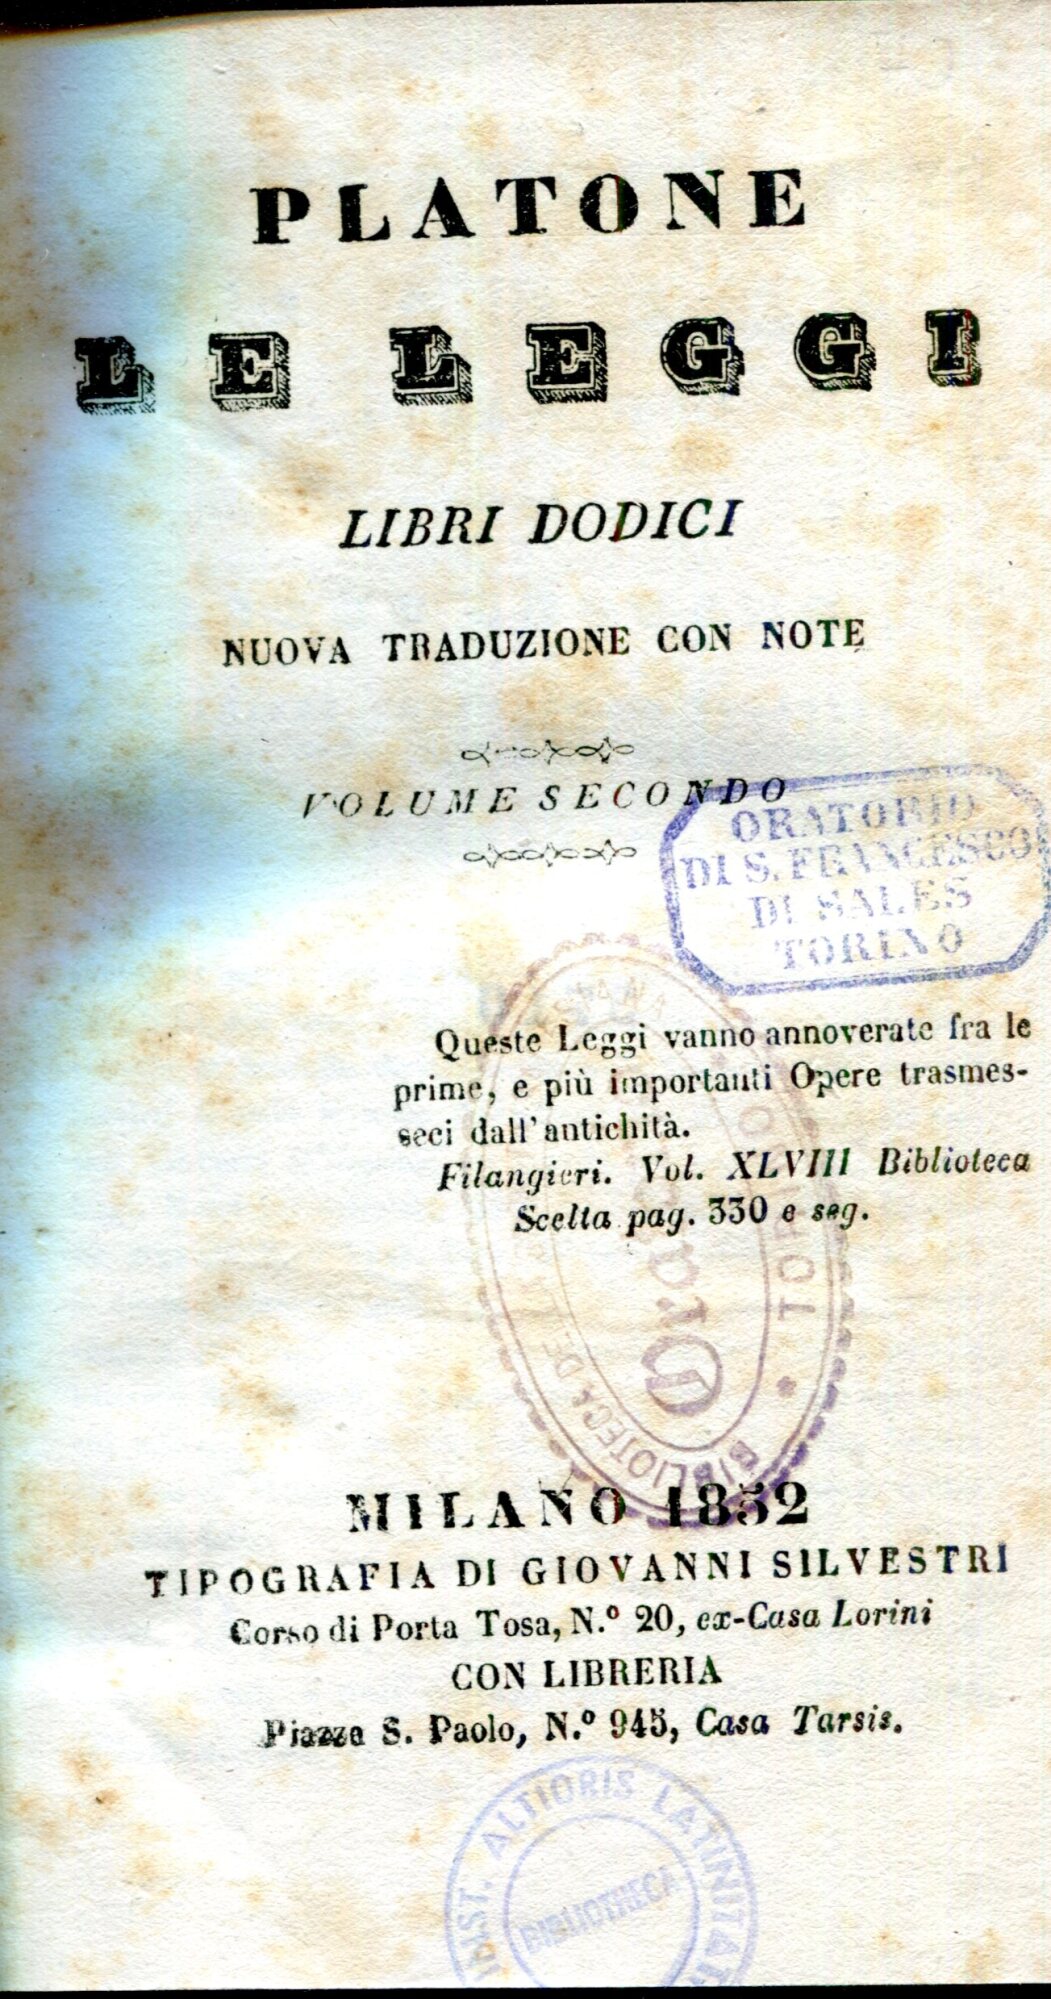 PLATONE
LE LEGGI
LIBRI DODICI
NUOVA TRADUZIONE CON NOTE
VOLUME SECONDO
ORATORIO
DI S. FRANCESCO
DI SALES
TORINO
Queste Leggi vanno annoverate fra le
prime, e più importanti Opere trasmes-
seci dall'antichità.
Filangieri. Vol. XLVIII Biblioteca
Scelta pag. 330 e seg.
BIBLIOTECA
MILANO 1832
TIPOGRAFIA DI GIOVANNI SILVESTRI
Corso di Porta Tosa, N.º 20, ex-Casa Lorini
CON LIBRERIA
Piazza S. Paolo, N.º 945, Casa Tarsis.
INST. ALTIORIS LATINITAT
BIBLIOTHECA